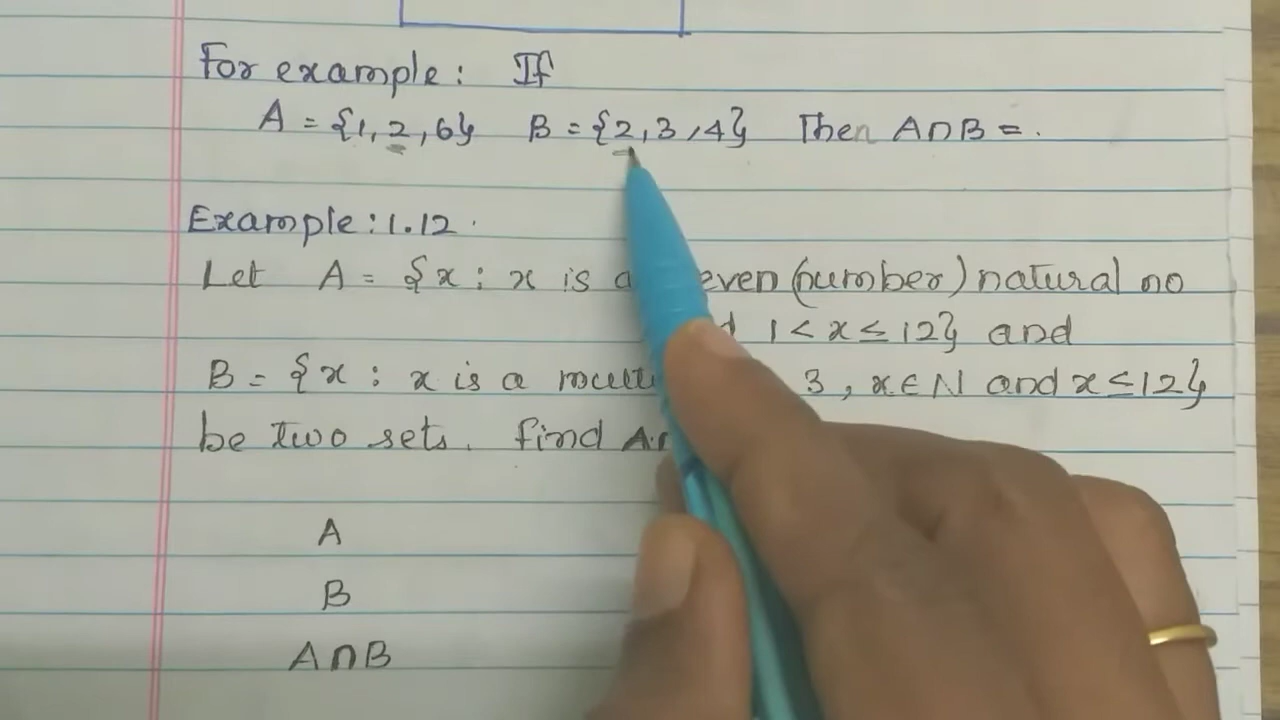 For example: If
A = {1, 2, 6} B = {2, 3, 4} Then A∩B = .
Example: 1.12.
Let A = {x : x is even (number) natural no
1 < x ≤ 12} and
B = {x : x is a 3, x ∈ N and x ≤ 12}
be two sets. Find
A
B
A∩B